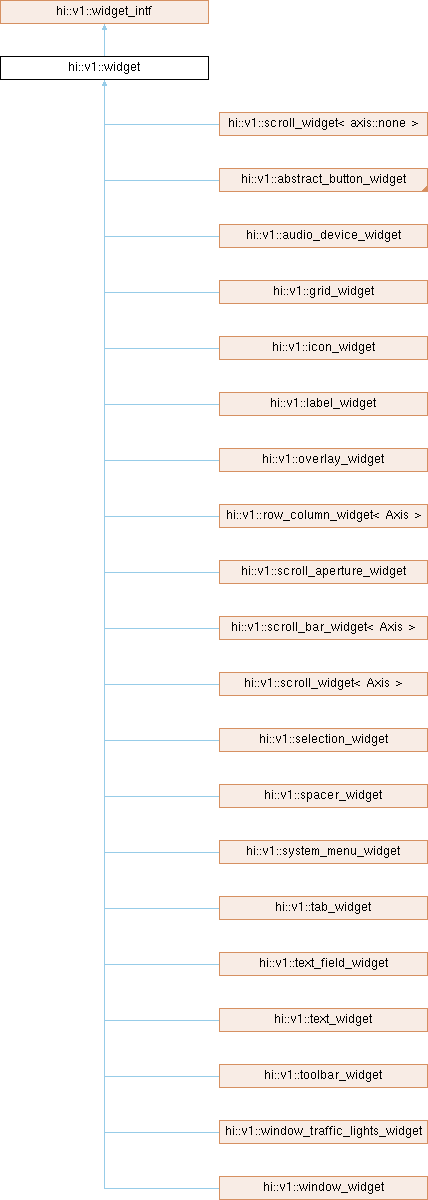 hi::v1::widget_intf
hi::v1::widget
hi::v1::scroll_widget< axis::none >
hi::v1::abstract_button_widget
hi::v1::audio_device_widget
hi::v1::grid_widget
hi::v1::icon_widget
hi::v1::label_widget
hi::v1::overlay_widget
hi::v1::row_column_widget< Axis >
hi::v1::scroll_aperture_widget
hi::v1::scroll_bar_widget< Axis >
hi::v1::scroll_widget< Axis >
hi::v1::selection_widget
hi::v1::spacer_widget
hi::v1::system_menu_widget
hi::v1::tab_widget
hi::v1::text_field_widget
hi::v1::text_widget
hi::v1::toolbar_widget
hi::v1::window_traffic_lights_widget
hi::v1::window_widget